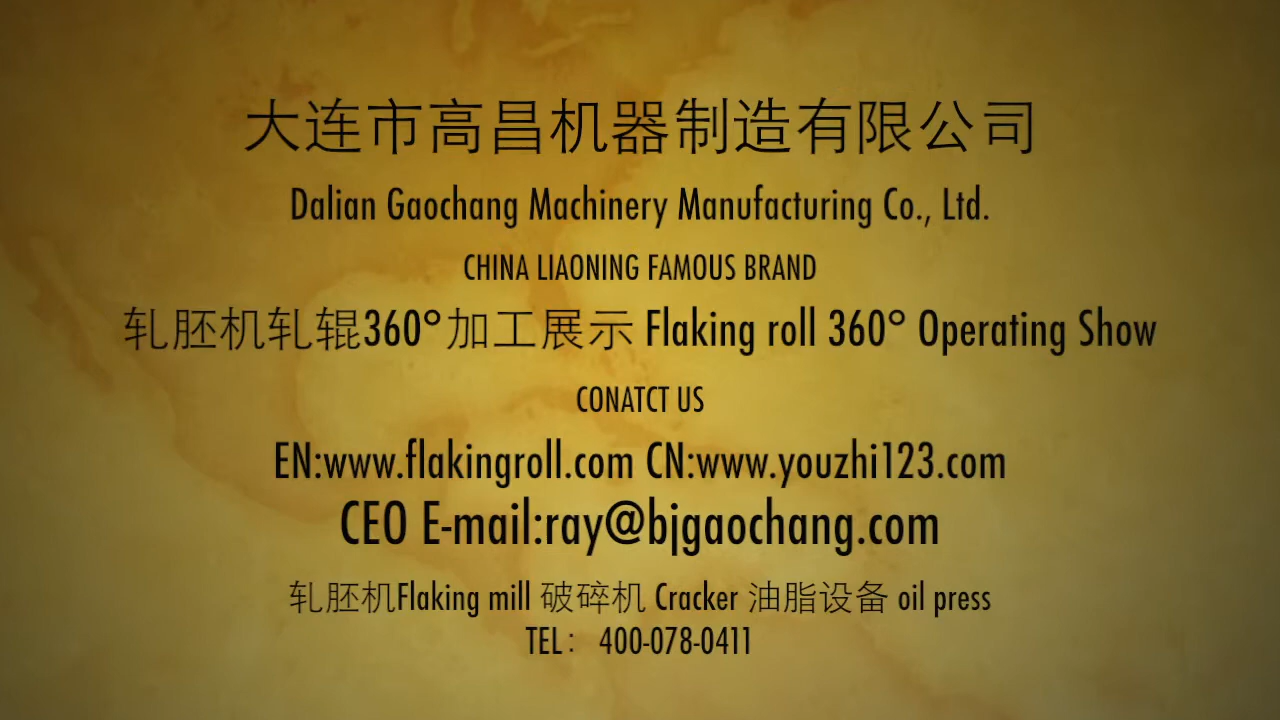 大连市高昌机器制造有限公司
Dalian Gaochang Machinery Manufacturing Co., Ltd.
CHINA LIAONING FAMOUS BRAND
轧胚机轧辊360°加工展示 Flaking roll 360° Operating Show
CONATCT US
EN:www.flakingroll.com CN:www.youzhi123.com
CEO E-mail:ray@bjgaochang.com
轧胚机Flaking mill 破碎机 Cracker 油脂设备 oil press
TEL： 400-078-0411